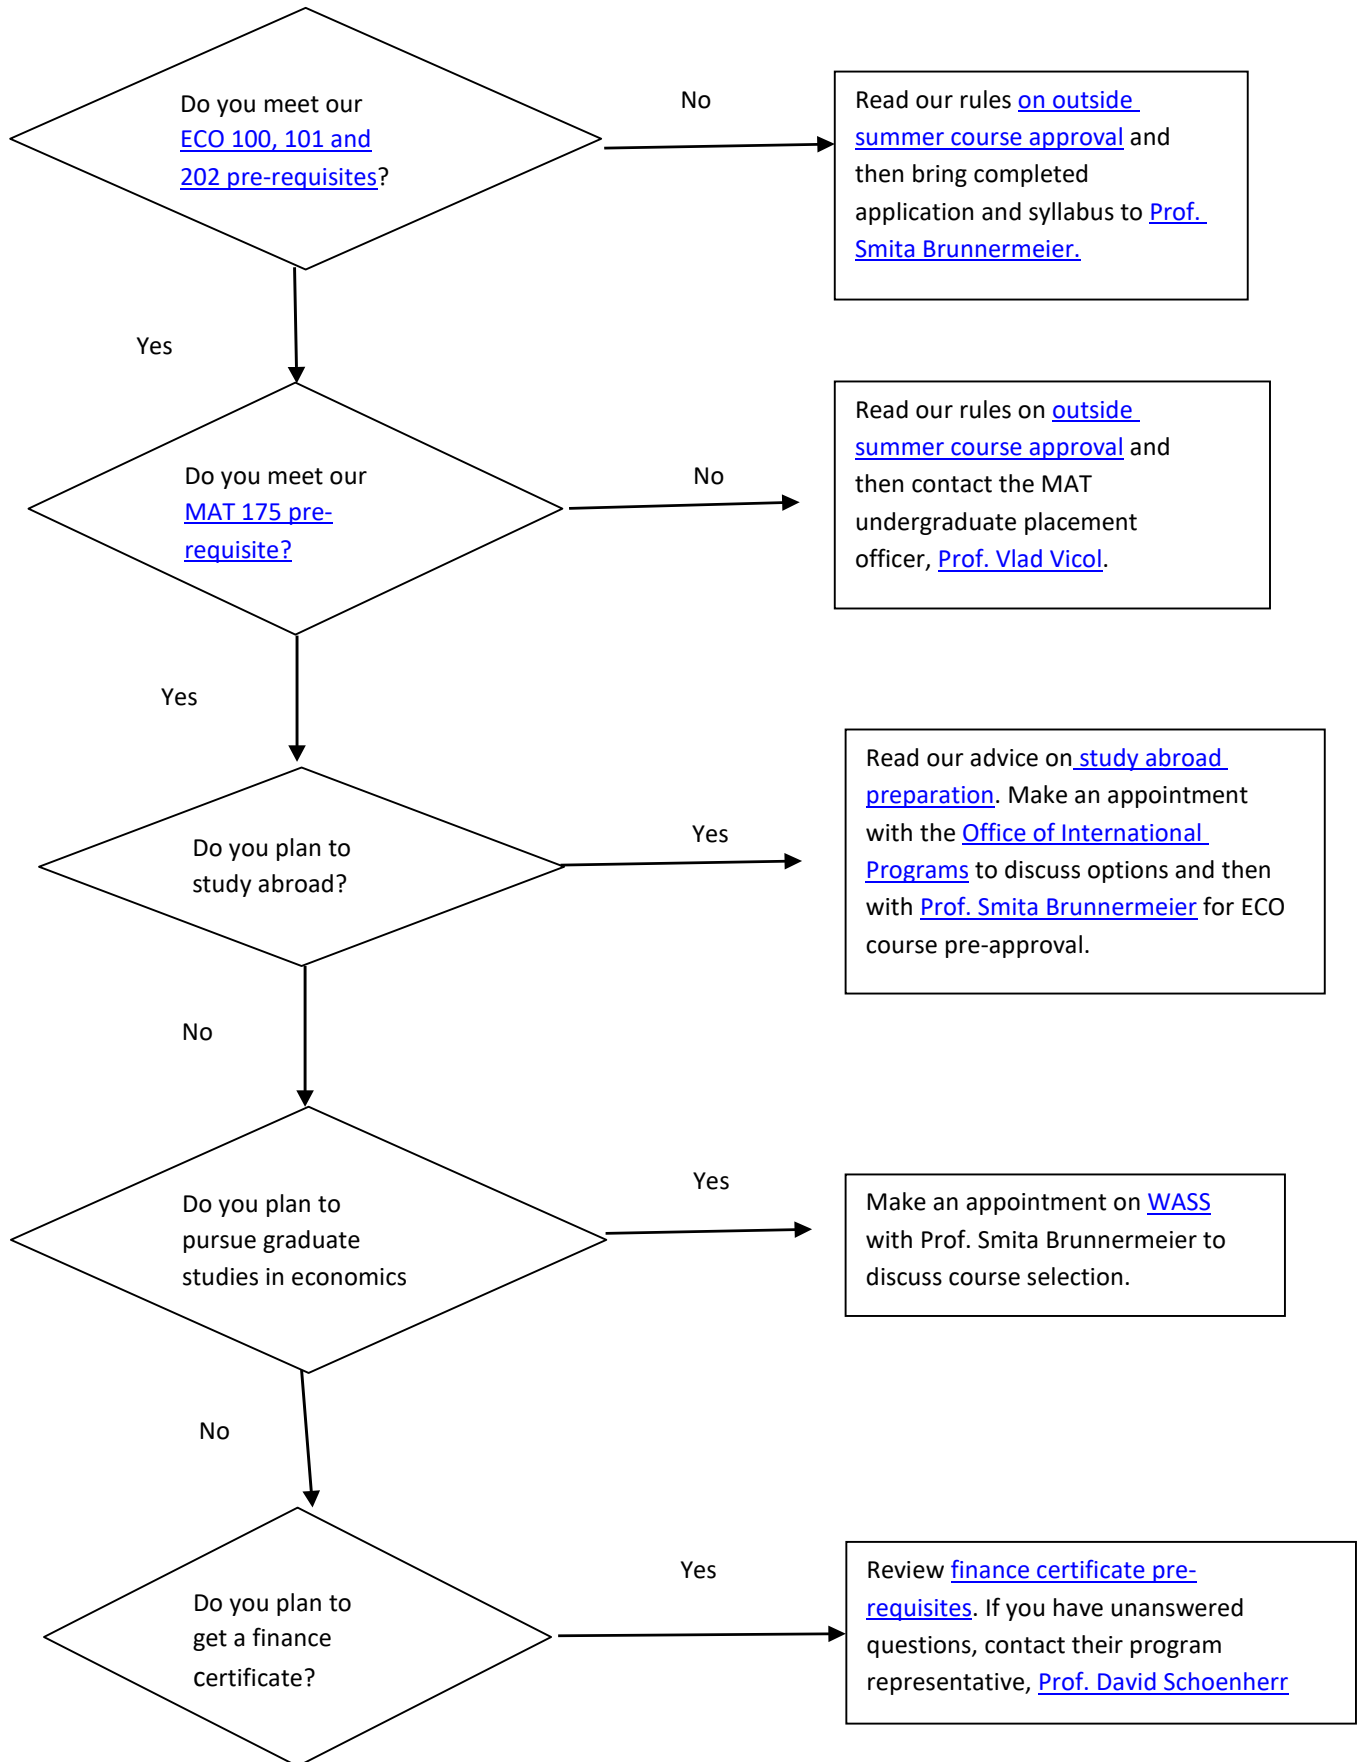 Do you meet our
ECO 100, 101 and
202 pre-requisites?
No
Read our rules on outside
summer course approval and
then bring completed
application and syllabus to Prof.
Smita Brunnermeier.
Yes
Do you meet our
MAT 175 pre-
requisite?
No
Read our rules on outside
summer course approval and
then contact the MAT
undergraduate placement
officer, Prof. Vlad Vicol.
Yes
Do you plan to
study abroad?
Yes
Read our advice on study abroad
preparation. Make an appointment
with the Office of International
Programs to discuss options and then
with Prof. Smita Brunnermeier for ECO
course pre-approval.
No
Do you plan to
pursue graduate
studies in economics
Yes
Make an appointment on WASS
with Prof. Smita Brunnermeier to
discuss course selection.
No
Do you plan to
get a finance
certificate?
Yes
Review finance certificate pre-
requisites. If you have unanswered
questions, contact their program
representative, Prof. David Schoenherr